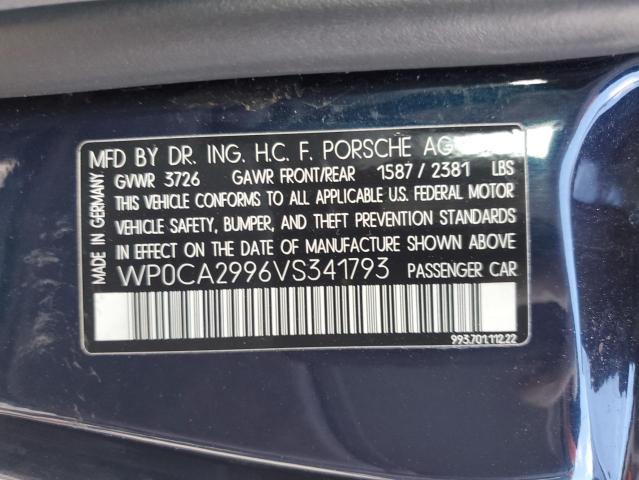 MADE IN GERMANY
MFD BY DR. ING. H.C. F. PORSCHE AG
GVWR 3726 GAWR FRONT/REAR 1587 / 2381 LBS
THIS VEHICLE CONFORMS TO ALL APPLICABLE U.S. FEDERAL MOTOR
VEHICLE SAFETY, BUMPER, AND THEFT PREVENTION STANDARDS
IN EFFECT ON THE DATE OF MANUFACTURE SHOWN ABOVE
WP0CA2996VS341793 PASSENGER CAR
993.701.112.22